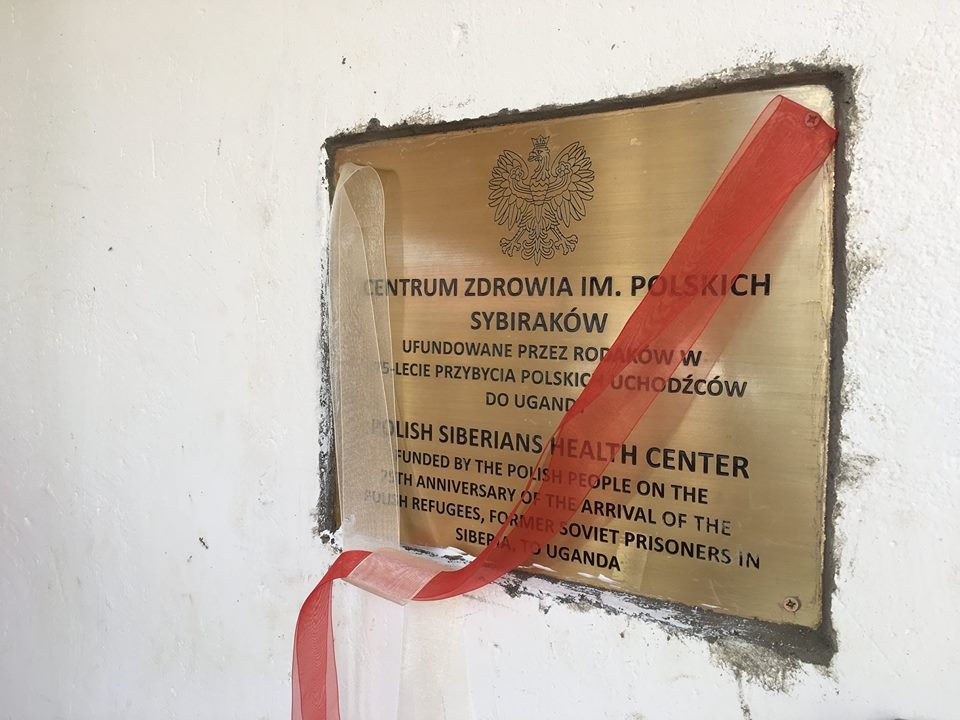 CENTRUM ZDROWIA IM. POLSKICH
SYBIRAKÓW
UFUNDOWANE PRZEZ RODAKÓW W
75-LECIE PRZYBYCIA POLSKICH UCHODŹCÓW
DO UGANDY
POLISH SIBERIANS HEALTH CENTER
FUNDED BY THE POLISH PEOPLE ON THE
75TH ANNIVERSARY OF THE ARRIVAL OF THE
POLISH REFUGEES, FORMER SOVIET PRISONERS IN
SIBERIA, TO UGANDA